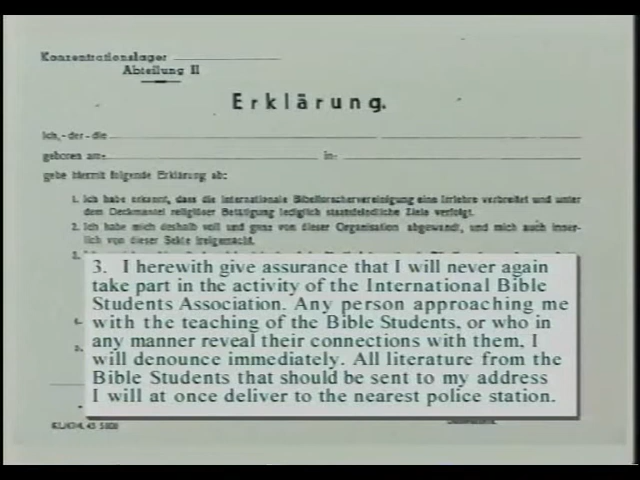 Konzentrationslager
Abteilung II
Erklärung.
Ich,-der-die
geboren am- in-
gebe hiermit folgende Erklärung ab:
1. Ich habe erkannt, dass die Internationale Bibelforschervereinigung eine Irrlehre verbreitet und unter
dem Deckmantel religiöser Betätigung lediglich staatsfeindliche Ziele verfolgt.
2. Ich habe mich deshalb voll und ganz von dieser Organisation abgewandt, und mich auch inner-
lich von dieser Sekte freigemacht.
3. I herewith give assurance that I will never again
take part in the activity of the International Bible
Students Association. Any person approaching me
with the teaching of the Bible Students, or who in
any manner reveal their connections with them, I
will denounce immediately. All literature from the
Bible Students that should be sent to my address
I will at once deliver to the nearest police station.